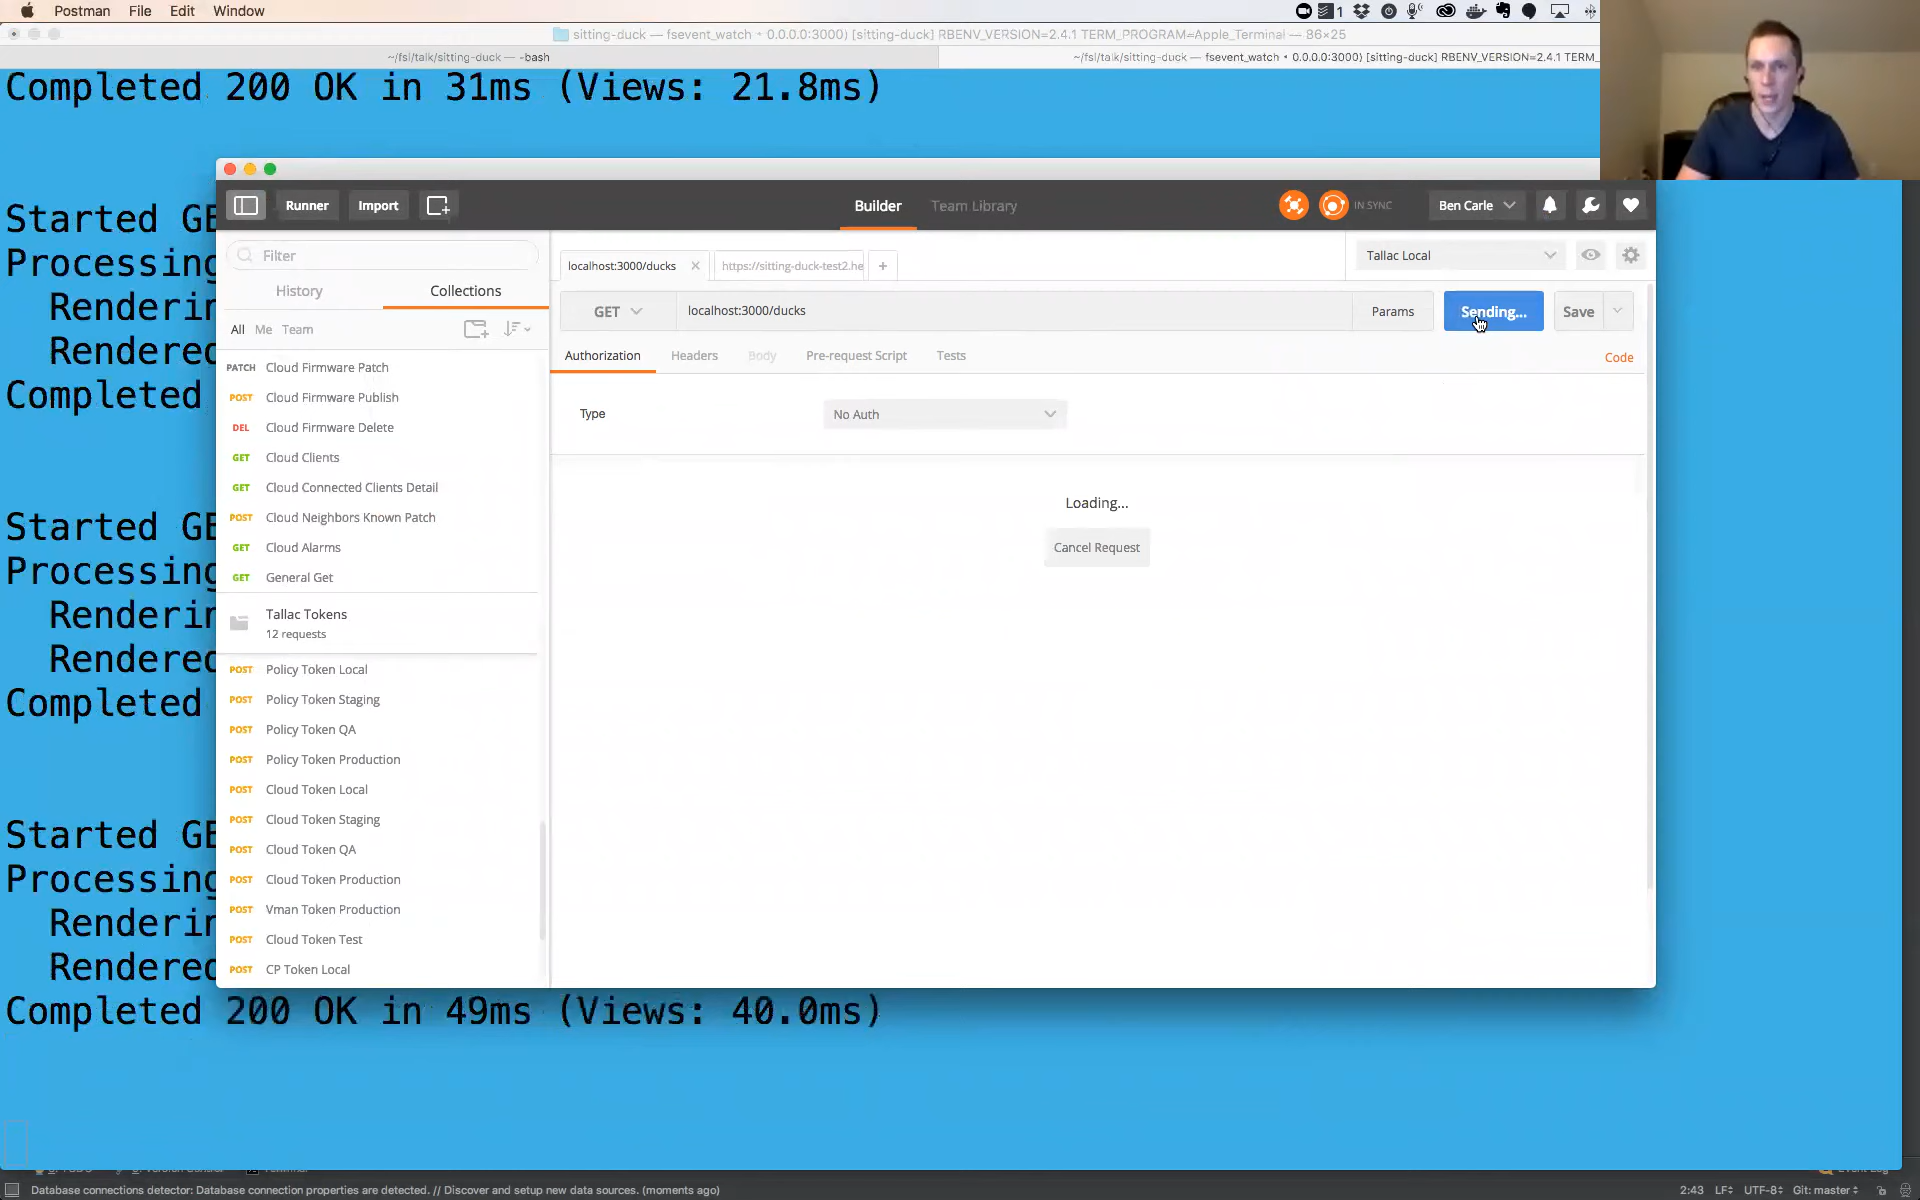 Postman File Edit Window
1
sitting-duck — fsevent_watch • 0.0.0.0:3000) [sitting-duck] RBENV_VERSION=2.4.1 TERM_PROGRAM=Apple_Terminal — 86×25
~/fsl/talk/sitting-duck — -bash
~/fsl/talk/sitting-duck — fsevent_watch • 0.0.0.0:3000) [sitting-duck] RBENV_VERSION=2.4.1 TERM_
Completed 200 OK in 31ms (Views: 21.8ms)
Started GE
Processing
Rendering
Rendered
Completed
Started GE
Processing
Rendering
Rendered
Completed
Started GE
Processing
Rendering
Rendered
Completed 200 OK in 49ms (Views: 40.0ms)
Runner
Import
Builder
Team Library
IN SYNC
Ben Carle
Filter
History
Collections
All Me Team
PATCH Cloud Firmware Patch
POST Cloud Firmware Publish
DEL Cloud Firmware Delete
GET Cloud Clients
GET Cloud Connected Clients Detail
POST Cloud Neighbors Known Patch
GET Cloud Alarms
GET General Get
Tallac Tokens
12 requests
POST Policy Token Local
POST Policy Token Staging
POST Policy Token QA
POST Policy Token Production
POST Cloud Token Local
POST Cloud Token Staging
POST Cloud Token QA
POST Cloud Token Production
POST Vman Token Production
POST Cloud Token Test
POST CP Token Local
localhost:3000/ducks
https://sitting-duck-test2.he
Tallac Local
GET
localhost:3000/ducks
Params
Sending...
Save
Authorization
Headers
Body
Pre-request Script
Tests
Code
Type
No Auth
Loading...
Cancel Request
Database connections detector: Database connection properties are detected. // Discover and setup new data sources. (moments ago)
2:43 LF÷ UTF-8÷ Git: master÷